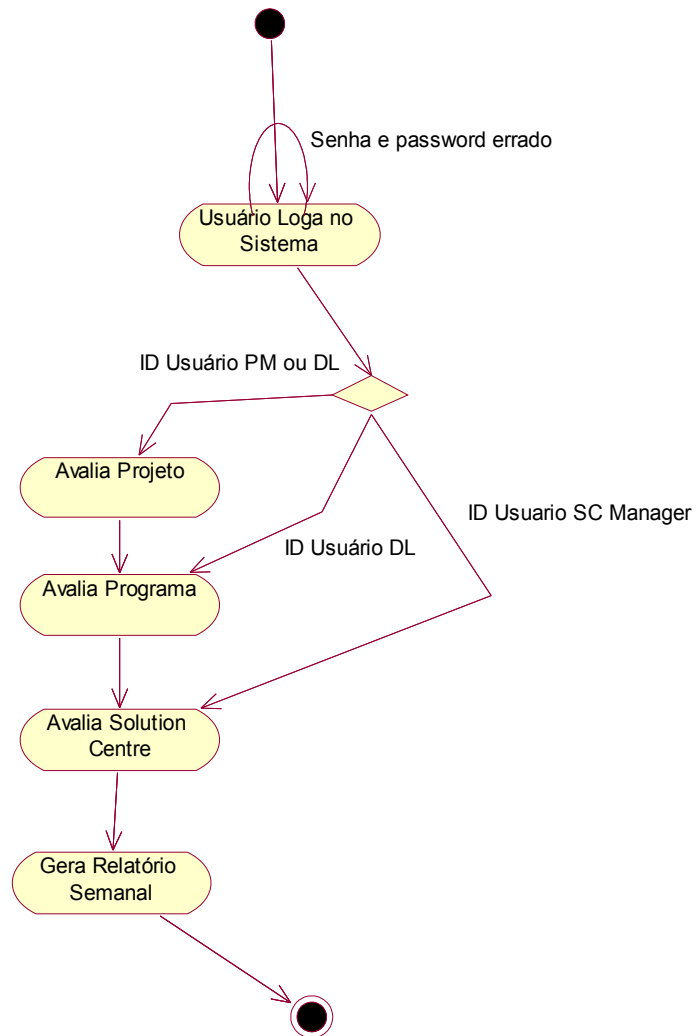 Senha e password errado
Usuário Loga no
Sistema
ID Usuário PM ou DL
Avalia Projeto
ID Usuario SC Manager
ID Usuário DL
Avalia Programa
Avalia Solution
Centre
Gera Relatório
Semanal